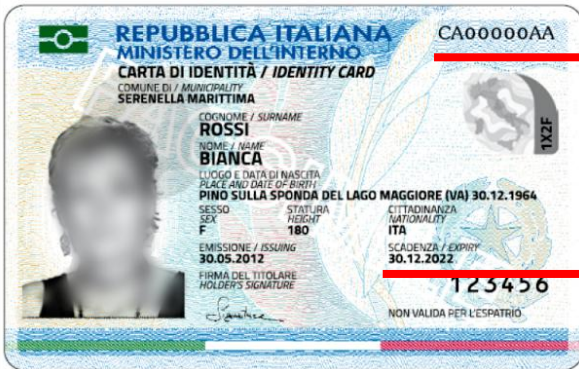 REPUBBLICA ITALIANA
CA00000AA
MINISTERO DELL'INTERNO
CARTA DI IDENTITÀ / IDENTITY CARD
COMUNE DI / MUNICIPALITY
SERENELLA MARITTIMA
COGNOME / SURNAME
ROSSI
NOME / NAME
BIANCA
LUOGO E DATA DI NASCITA
PLACE AND DATE OF BIRTH
PINO SULLA SPONDA DEL LAGO MAGGIORE (VA) 30.12.1964
SESSO STATURA CITTADINANZA
SEX HEIGHT NATIONALITY
F 180 ITA
EMISSIONE / ISSUING SCADENZA / EXPIRY
30.05.2012 30.12.2022
FIRMA DEL TITOLARE
HOLDER'S SIGNATURE
123456
NON VALIDA PER L'ESPATRIO
1X2F